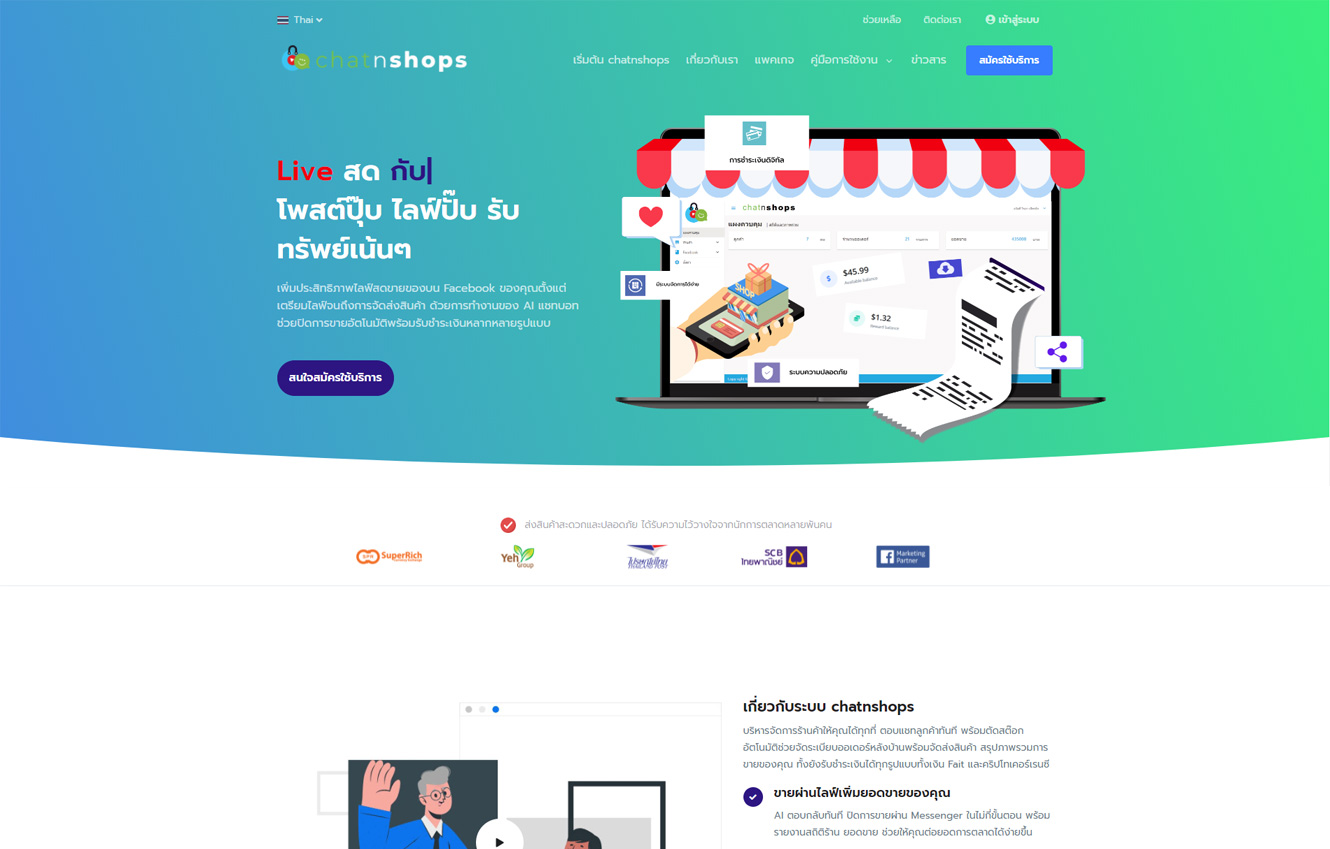 Thai
ช่วยเหลือ
ติดต่อเรา
เข้าสู่ระบบ
chatnshops
เริ่มต้น chatnshops
เกี่ยวกับเรา
แพคเกจ
คู่มือการใช้งาน
ข่าวสาร
สมัครใช้บริการ
Live สด กับ|
โพสต์ปุ๊บ ไลฟ์ปั๊บ รับ
ทรัพย์เน้นๆ
เพิ่มประสิทธิภาพไลฟ์สดขายของบน Facebook ของคุณตั้งแต่
เตรียมไลฟ์จนถึงการจัดส่งสินค้า ด้วยการทำงานของ AI แชทบอท
ช่วยปิดการขายอัตโนมัติพร้อมรับชำระเงินหลากหลายรูปแบบ
สนใจสมัครใช้บริการ
การชำระเงินดิจิทัล
chatnshops
แผงควบคุม
ลูกค้า
7
21
มีระบบจัดการได้ง่าย
$45.99
Available balance
$1.32
Reward balance
SHOP
ระบบความปลอดภัย
ส่งสินค้าสะดวกและปลอดภัย ได้รับความไว้วางใจจากนักการตลาดหลายพันคน
SPR SuperRich
Yeh Group
ไปรษณีย์ไทย
THAILAND POST
SCB
ไทยพาณิชย์
Marketing
Partner
เกี่ยวกับระบบ chatnshops
บริหารจัดการร้านค้าให้คุณได้ทุกที่ ตอบแชทลูกค้าทันที พร้อมตัดสต๊อก
อัตโนมัติช่วยจัดระเบียบออเดอร์หลังบ้านพร้อมจัดส่งสินค้า สรุปภาพรวมการ
ขายของคุณ ทั้งยังรับชำระเงินได้ทุกรูปแบบทั้งเงิน Fait และคริปโทเคอร์เรนซี
ขายผ่านไลฟ์เพิ่มยอดขายของคุณ
AI ตอบกลับทันที ปิดการขายผ่าน Messenger ในไม่กี่ขั้นตอน พร้อม
รายงานสถิติร้าน ยอดขาย ช่วยให้คุณต่อยอดการตลาดได้ง่ายขึ้น